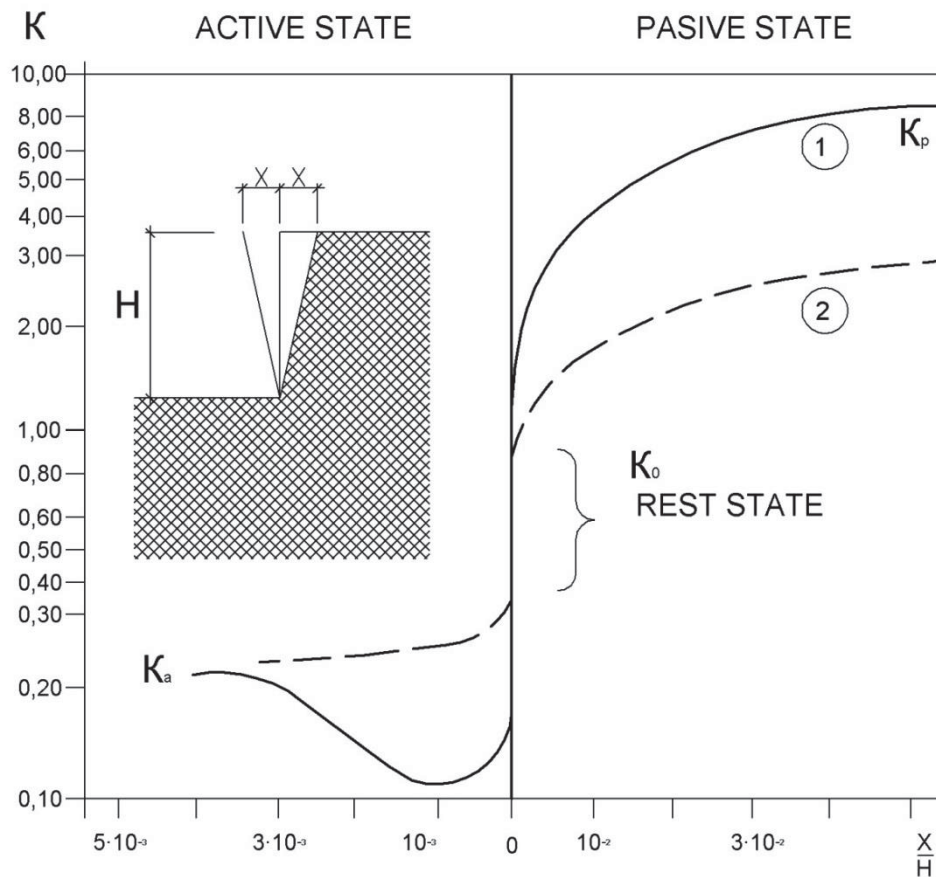 K ACTIVE STATE PASIVE STATE
10,00
8,00
6,00
5,00
4,00
3,00
2,00
1,00
0,80
0,60
0,50
0,40
0,30
0,20
0,10
X X
H
1
Kp
2
K0
REST STATE
Ka
5·10-3 3·10-3 10-3 0 10-2 3·10-2 X
H